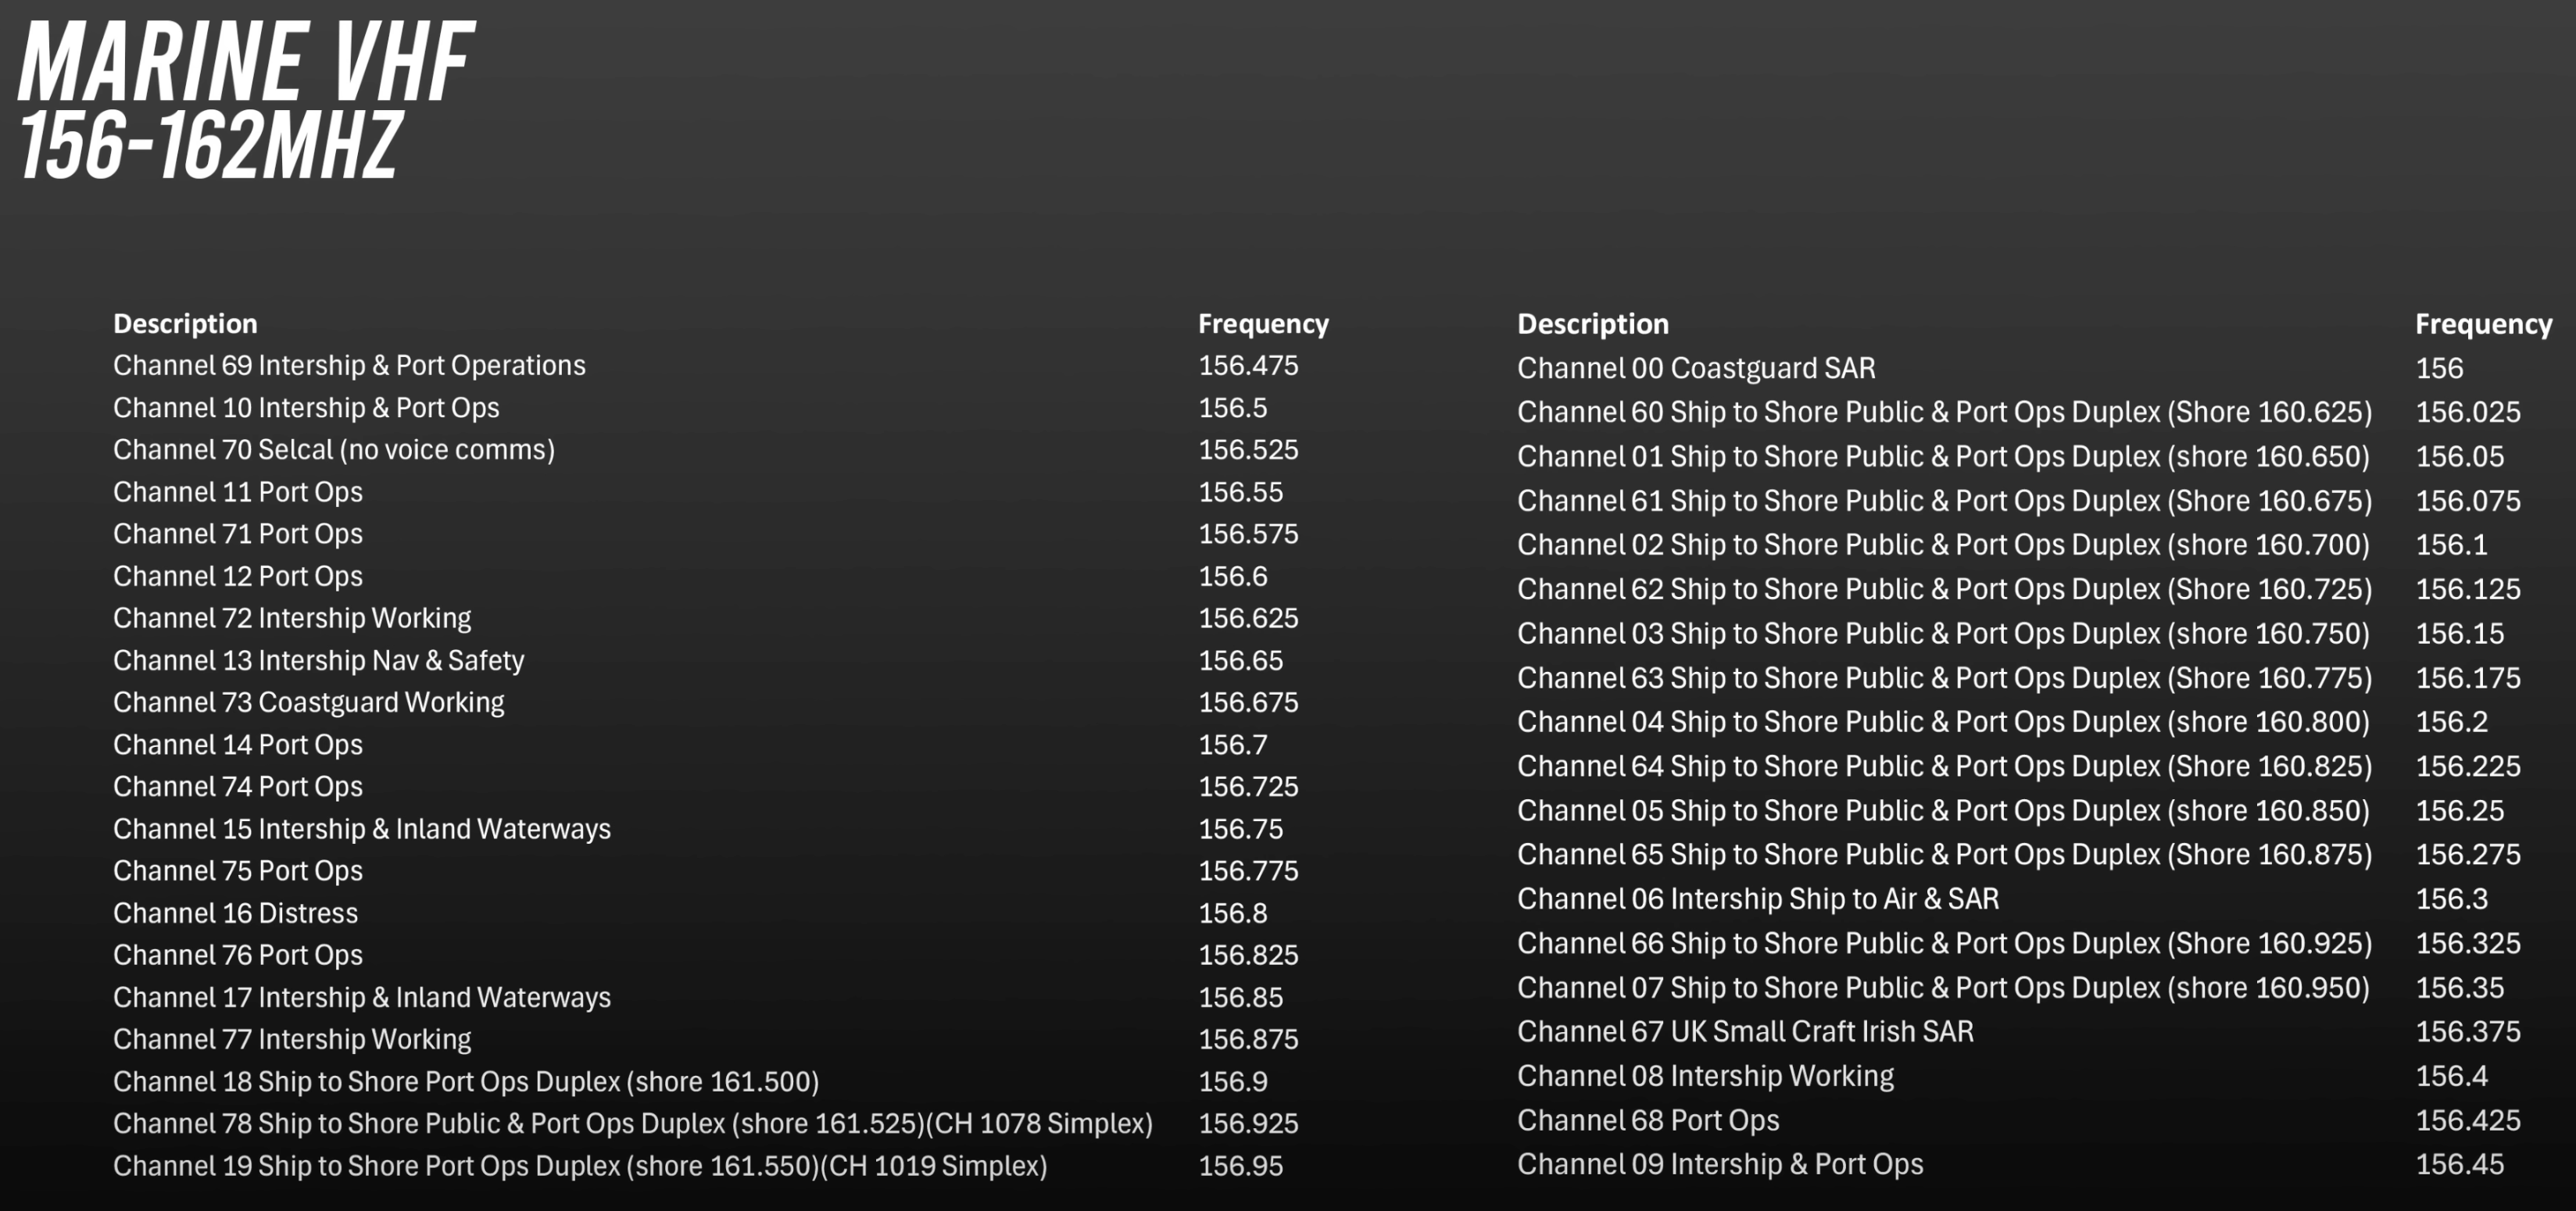 MARINE VHF
156-162MHZ
Description Frequency
Channel 69 Intership & Port Operations 156.475
Channel 10 Intership & Port Ops 156.5
Channel 70 Selcal (no voice comms) 156.525
Channel 11 Port Ops 156.55
Channel 71 Port Ops 156.575
Channel 12 Port Ops 156.6
Channel 72 Intership Working 156.625
Channel 13 Intership Nav & Safety 156.65
Channel 73 Coastguard Working 156.675
Channel 14 Port Ops 156.7
Channel 74 Port Ops 156.725
Channel 15 Intership & Inland Waterways 156.75
Channel 75 Port Ops 156.775
Channel 16 Distress 156.8
Channel 76 Port Ops 156.825
Channel 17 Intership & Inland Waterways 156.85
Channel 77 Intership Working 156.875
Channel 18 Ship to Shore Port Ops Duplex (shore 161.500) 156.9
Channel 78 Ship to Shore Public & Port Ops Duplex (shore 161.525)(CH 1078 Simplex) 156.925
Channel 19 Ship to Shore Port Ops Duplex (shore 161.550)(CH 1019 Simplex) 156.95
Description Frequency
Channel 00 Coastguard SAR 156
Channel 60 Ship to Shore Public & Port Ops Duplex (Shore 160.625) 156.025
Channel 01 Ship to Shore Public & Port Ops Duplex (shore 160.650) 156.05
Channel 61 Ship to Shore Public & Port Ops Duplex (Shore 160.675) 156.075
Channel 02 Ship to Shore Public & Port Ops Duplex (shore 160.700) 156.1
Channel 62 Ship to Shore Public & Port Ops Duplex (Shore 160.725) 156.125
Channel 03 Ship to Shore Public & Port Ops Duplex (shore 160.750) 156.15
Channel 63 Ship to Shore Public & Port Ops Duplex (Shore 160.775) 156.175
Channel 04 Ship to Shore Public & Port Ops Duplex (shore 160.800) 156.2
Channel 64 Ship to Shore Public & Port Ops Duplex (Shore 160.825) 156.225
Channel 05 Ship to Shore Public & Port Ops Duplex (shore 160.850) 156.25
Channel 65 Ship to Shore Public & Port Ops Duplex (Shore 160.875) 156.275
Channel 06 Intership Ship to Air & SAR 156.3
Channel 66 Ship to Shore Public & Port Ops Duplex (Shore 160.925) 156.325
Channel 07 Ship to Shore Public & Port Ops Duplex (shore 160.950) 156.35
Channel 67 UK Small Craft Irish SAR 156.375
Channel 08 Intership Working 156.4
Channel 68 Port Ops 156.425
Channel 09 Intership & Port Ops 156.45